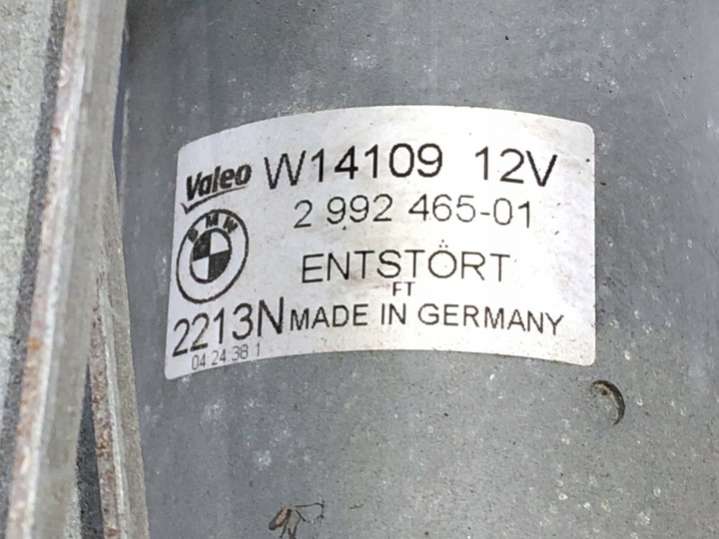 Valeo W14109 12V
BMW 2 992 465-01
ENTSTÖRT
FT
2213N MADE IN GERMANY
04 24 38 1